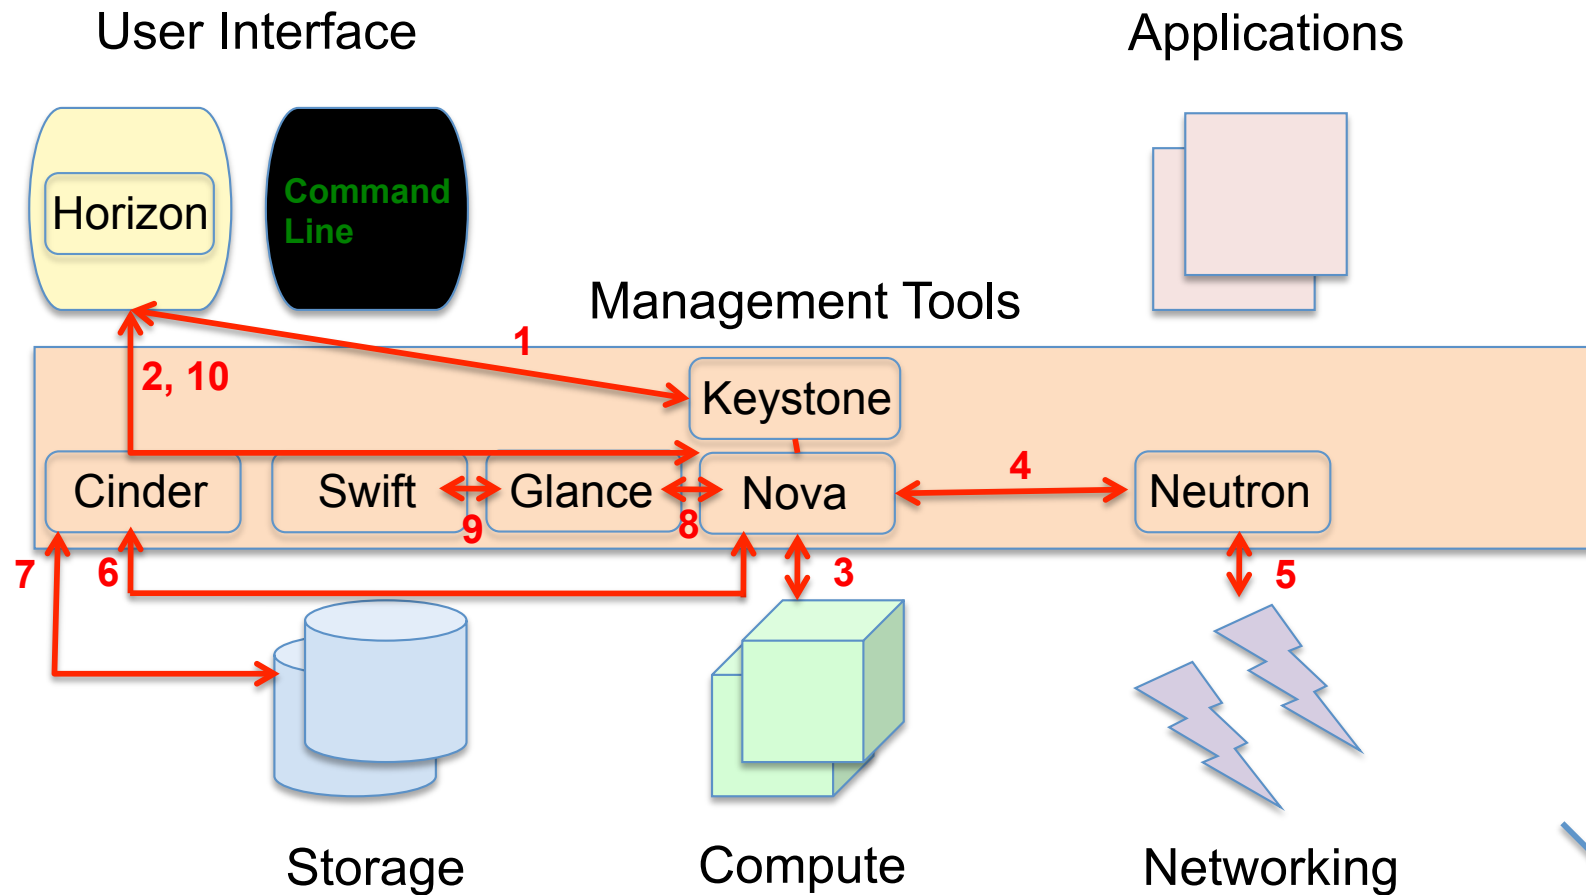 User Interface
Applications
Horizon
Command
Line
Management Tools
1
2, 10
Keystone
Cinder
Swift
Glance
Nova
4
Neutron
9
8
7
6
3
5
Storage
Compute
Networking